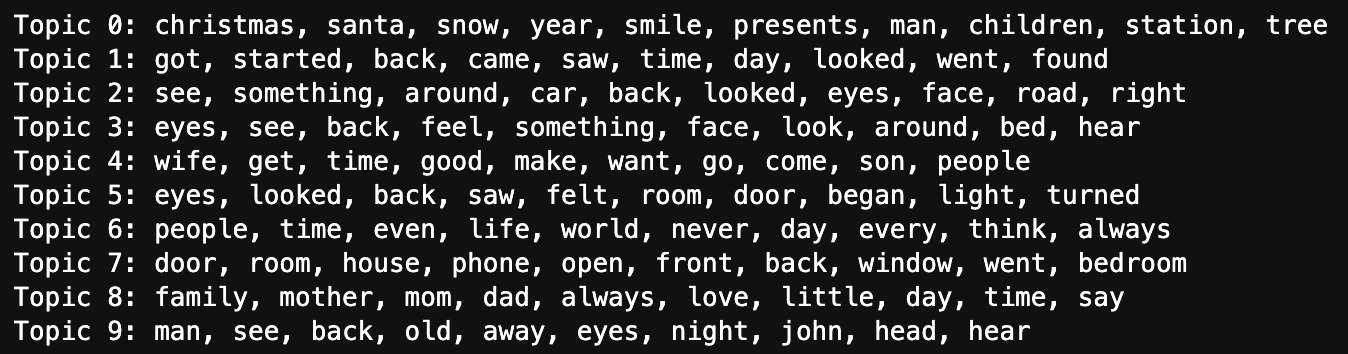 Topic 0: christmas, santa, snow, year, smile, presents, man, children, station, tree
Topic 1: got, started, back, came, saw, time, day, looked, went, found
Topic 2: see, something, around, car, back, looked, eyes, face, road, right
Topic 3: eyes, see, back, feel, something, face, look, around, bed, hear
Topic 4: wife, get, time, good, make, want, go, come, son, people
Topic 5: eyes, looked, back, saw, felt, room, door, began, light, turned
Topic 6: people, time, even, life, world, never, day, every, think, always
Topic 7: door, room, house, phone, open, front, back, window, went, bedroom
Topic 8: family, mother, mom, dad, always, love, little, day, time, say
Topic 9: man, see, back, old, away, eyes, night, john, head, hear